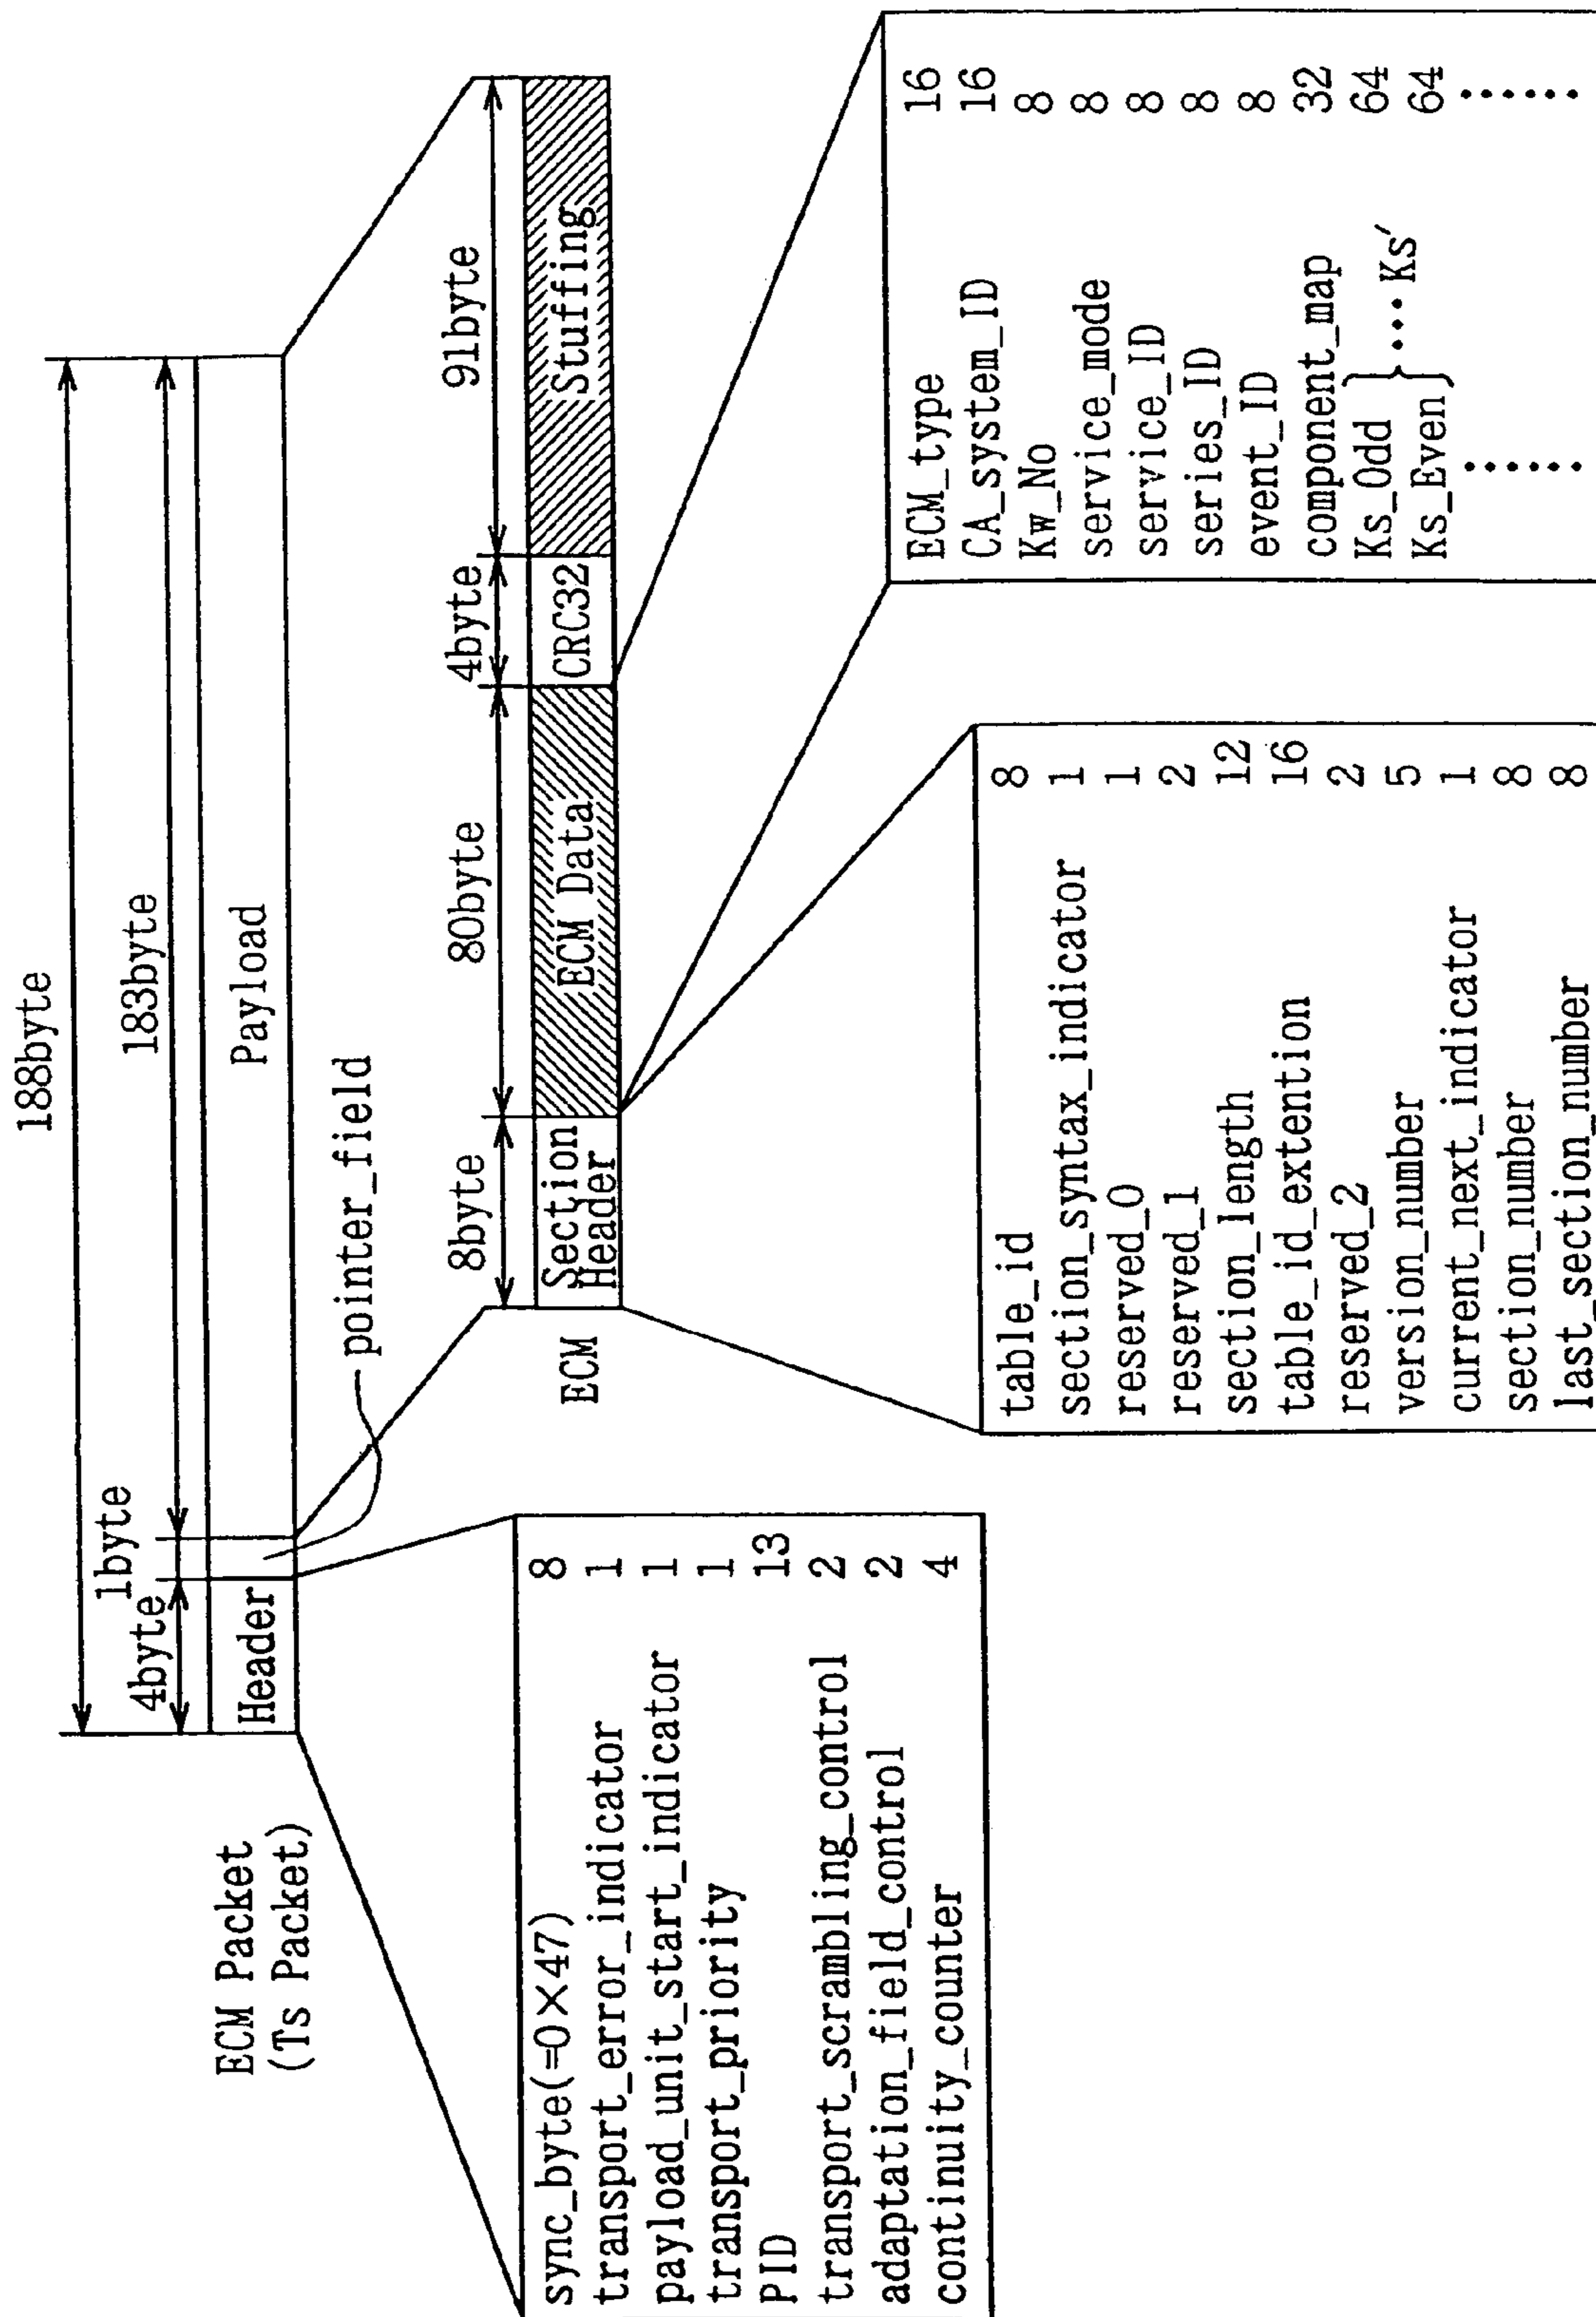 188byte
4byte
1byte
183byte
ECM Packet
(Ts Packet)
Header
Payload
pointer_field
sync_byte(=0×47) 8
transport_error_indicator 1
payload_unit_start_indicator 1
transport_priority 1
PID 13
transport_scrambling_control 2
adaptation_field_control 2
continuity_counter 4
8byte
80byte
4byte
91byte
ECM
Section
Header
ECM Data
CRC32
Stuffing
table_id 8
section_syntax_indicator 1
reserved_0 1
reserved_1 2
section_length 12
table_id_extention 16
reserved_2 2
version_number 5
current_next_indicator 1
section_number 8
last_section_number 8
ECM_type 16
CA_system_ID 16
Kw_No 8
service_mode 8
service_ID 8
series_ID 8
event_ID 8
component_map 32
Ks_Odd 64
Ks_Even 64
}...Ks'
...... ......